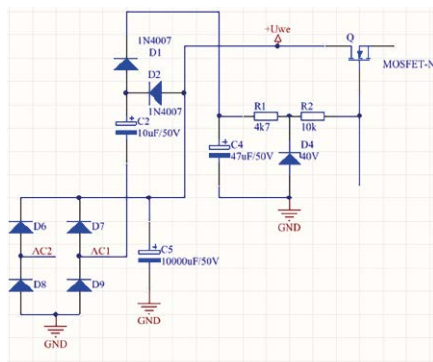 +Uwe
1N4007
D1
Q
MOSFET-N
D2
1N4007
C2
10uF/50V
R1
4k7
R2
10k
C4
47uF/50V
D4
40V
GND
D6
D7
AC2
AC1
C5
10000uF/50V
D8
D9
GND
GND